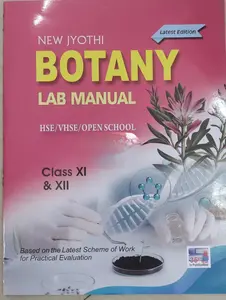 Latest Edition
NEW JYOTHI
BOTANY
LAB MANUAL
HSE/VHSE/OPEN SCHOOL
Class XI
& XII
Based on the Latest Scheme of Work
for Practical Evaluation